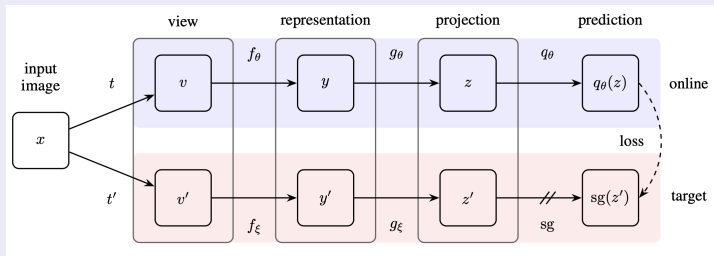 view representation projection prediction
input
image
t
f_θ
g_θ
q_θ
v
y
z
q_θ(z)
online
x
loss
t′
v′
y′
z′
sg(z′)
target
f_ξ
g_ξ
sg